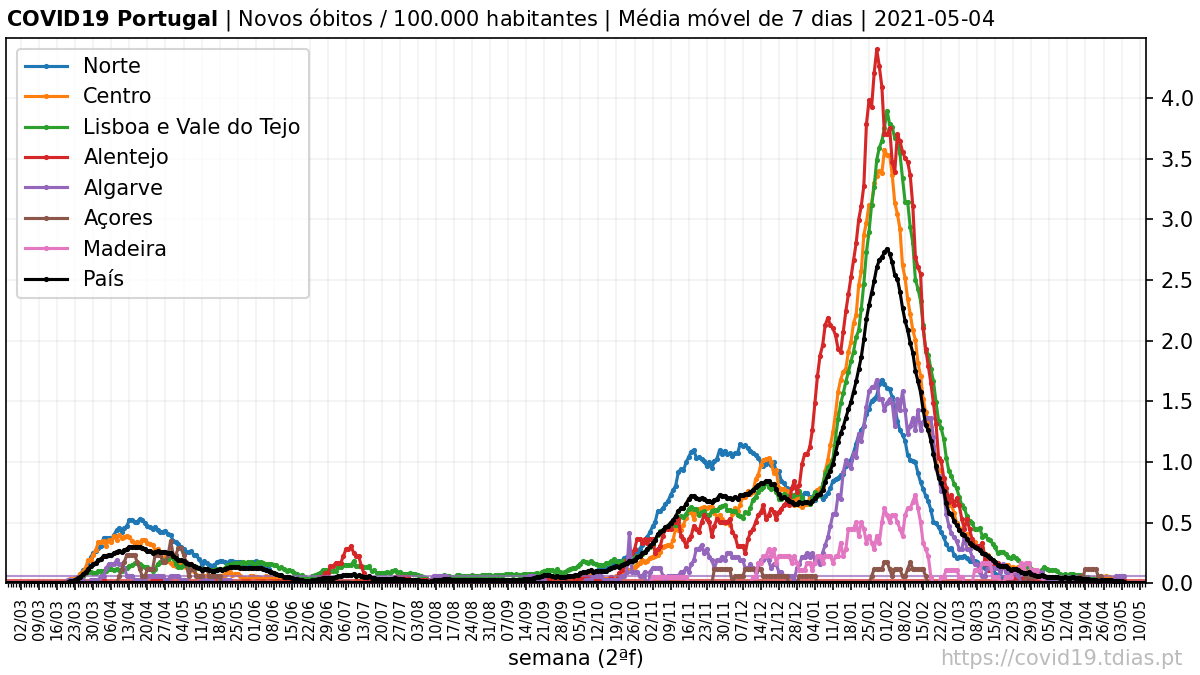 COVID19 Portugal | Novos óbitos / 100.000 habitantes | Média móvel de 7 dias | 2021-05-04
Norte
Centro
Lisboa e Vale do Tejo
Alentejo
Algarve
Açores
Madeira
País
4.0
3.5
3.0
2.5
2.0
1.5
1.0
0.5
0.0
02/03 09/03 16/03 23/03 30/03 06/04 13/04 20/04 27/04 04/05 11/05 18/05 25/05 01/06 08/06 15/06 22/06 29/06 06/07 13/07 20/07 27/07 03/08 10/08 17/08 24/08 31/08 07/09 14/09 21/09 28/09 05/10 12/10 19/10 26/10 02/11 09/11 16/11 23/11 30/11 07/12 14/12 21/12 28/12 04/01 11/01 18/01 25/01 01/02 08/02 15/02 22/02 01/03 08/03 15/03 22/03 29/03 05/04 12/04 19/04 26/04 03/05 10/05
semana (2ªf)
https://covid19.tdias.pt